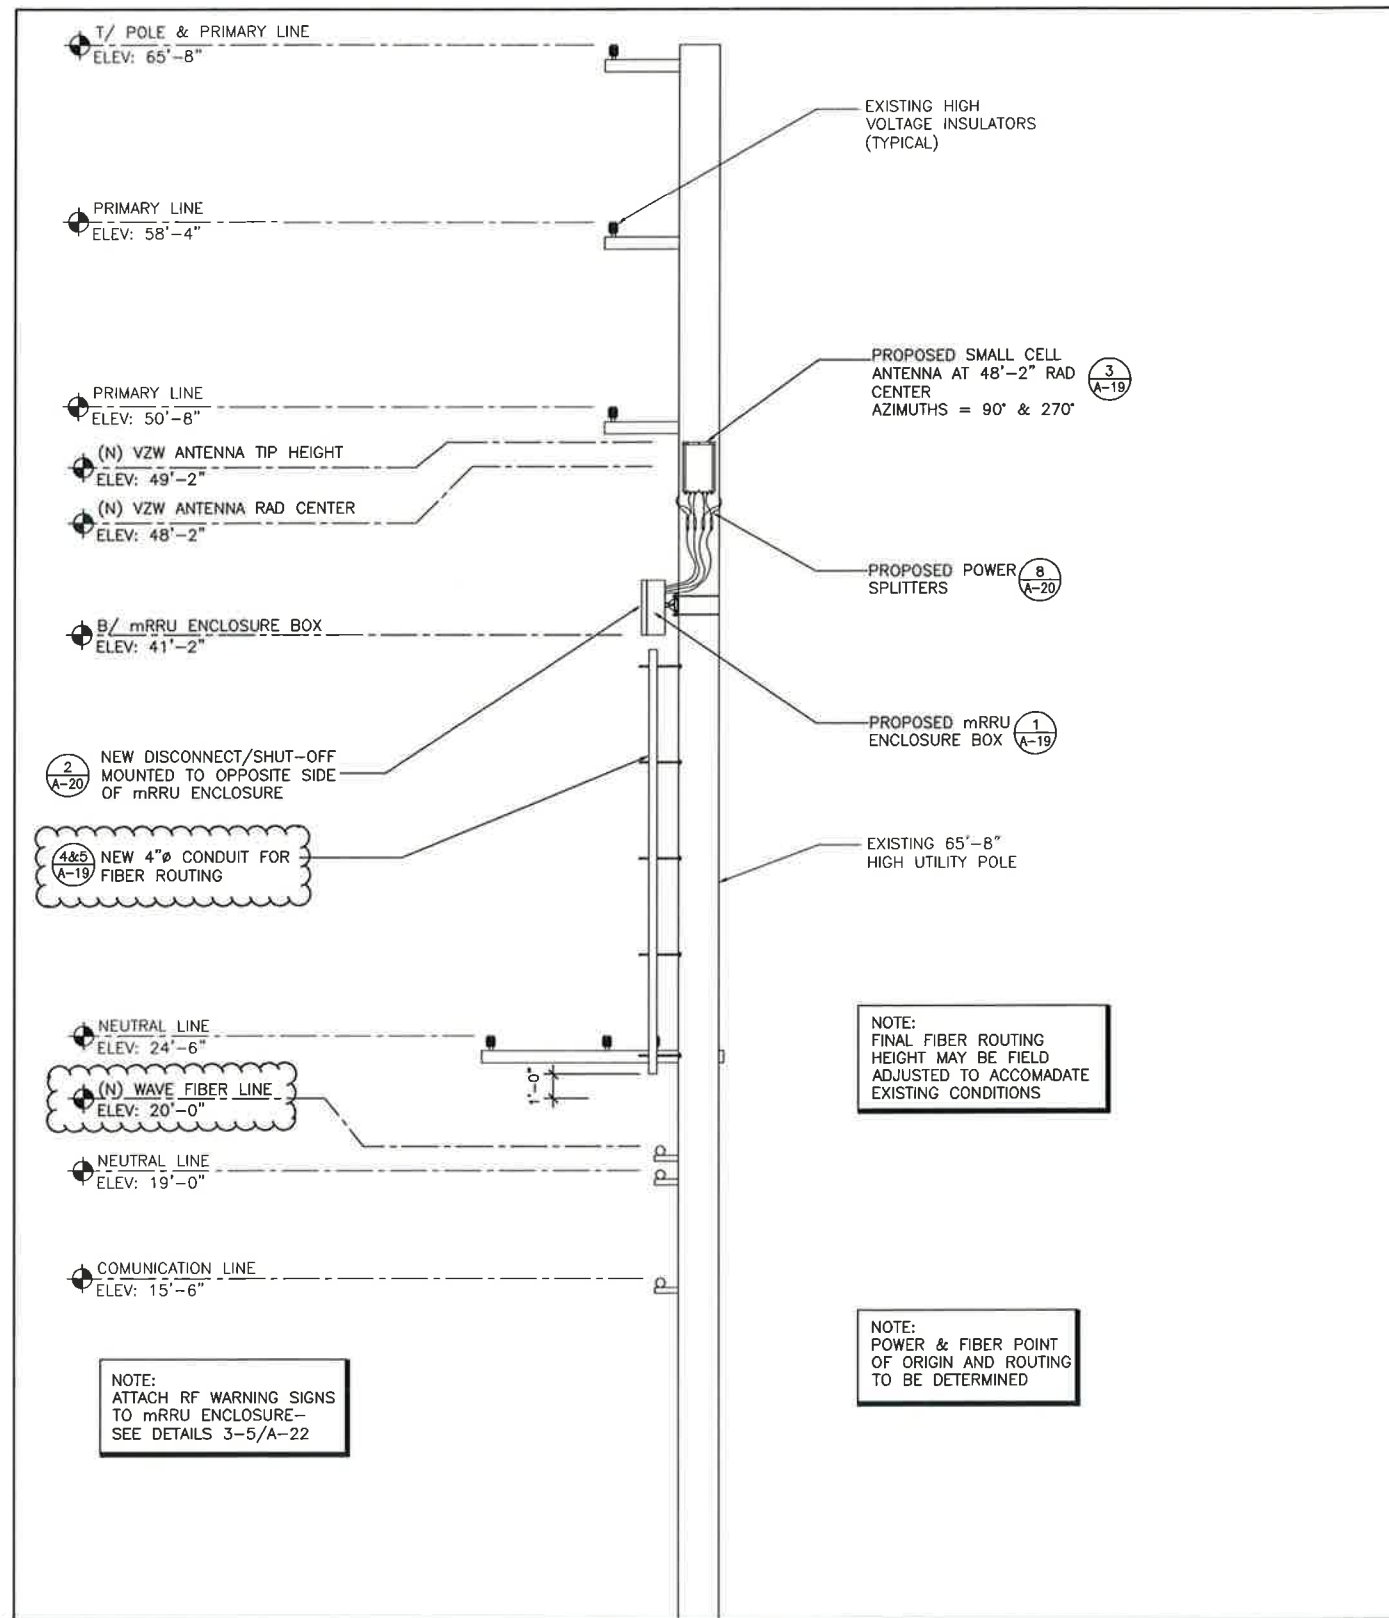 T/ POLE & PRIMARY LINE
ELEV: 65'-8"
EXISTING HIGH
VOLTAGE INSULATORS
(TYPICAL)
PRIMARY LINE
ELEV: 58'-4"
PROPOSED SMALL CELL
ANTENNA AT 48'-2" RAD
CENTER
AZIMUTHS = 90° & 270°
3
A-19
PRIMARY LINE
ELEV: 50'-8"
(N) VZW ANTENNA TIP HEIGHT
ELEV: 49'-2"
(N) VZW ANTENNA RAD CENTER
ELEV: 48'-2"
PROPOSED POWER
SPLITTERS
8
A-20
B/ mRRU ENCLOSURE BOX
ELEV: 41'-2"
PROPOSED mRRU
ENCLOSURE BOX
1
A-19
2
A-20
NEW DISCONNECT/SHUT-OFF
MOUNTED TO OPPOSITE SIDE
OF mRRU ENCLOSURE
4&5
A-19
NEW 4"ø CONDUIT FOR
FIBER ROUTING
EXISTING 65'-8"
HIGH UTILITY POLE
NEUTRAL LINE
ELEV: 24'-6"
NOTE:
FINAL FIBER ROUTING
HEIGHT MAY BE FIELD
ADJUSTED TO ACCOMADATE
EXISTING CONDITIONS
(N) WAVE FIBER LINE
ELEV: 20'-0"
1'-0"
NEUTRAL LINE
ELEV: 19'-0"
COMUNICATION LINE
ELEV: 15'-6"
NOTE:
POWER & FIBER POINT
OF ORIGIN AND ROUTING
TO BE DETERMINED
NOTE:
ATTACH RF WARNING SIGNS
TO mRRU ENCLOSURE-
SEE DETAILS 3-5/A-22